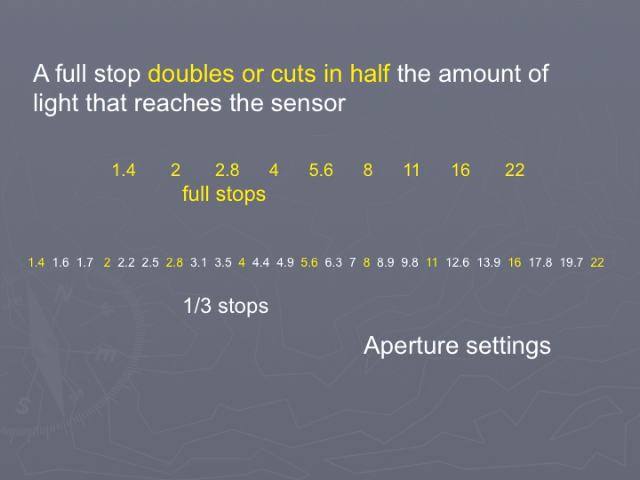 A full stop doubles or cuts in half the amount of
light that reaches the sensor
1.4 2 2.8 4 5.6 8 11 16 22
full stops
1.4 1.6 1.7 2 2.2 2.5 2.8 3.1 3.5 4 4.4 4.9 5.6 6.3 7 8 8.9 9.8 11 12.6 13.9 16 17.8 19.7 22
1/3 stops
Aperture settings
N
m
S